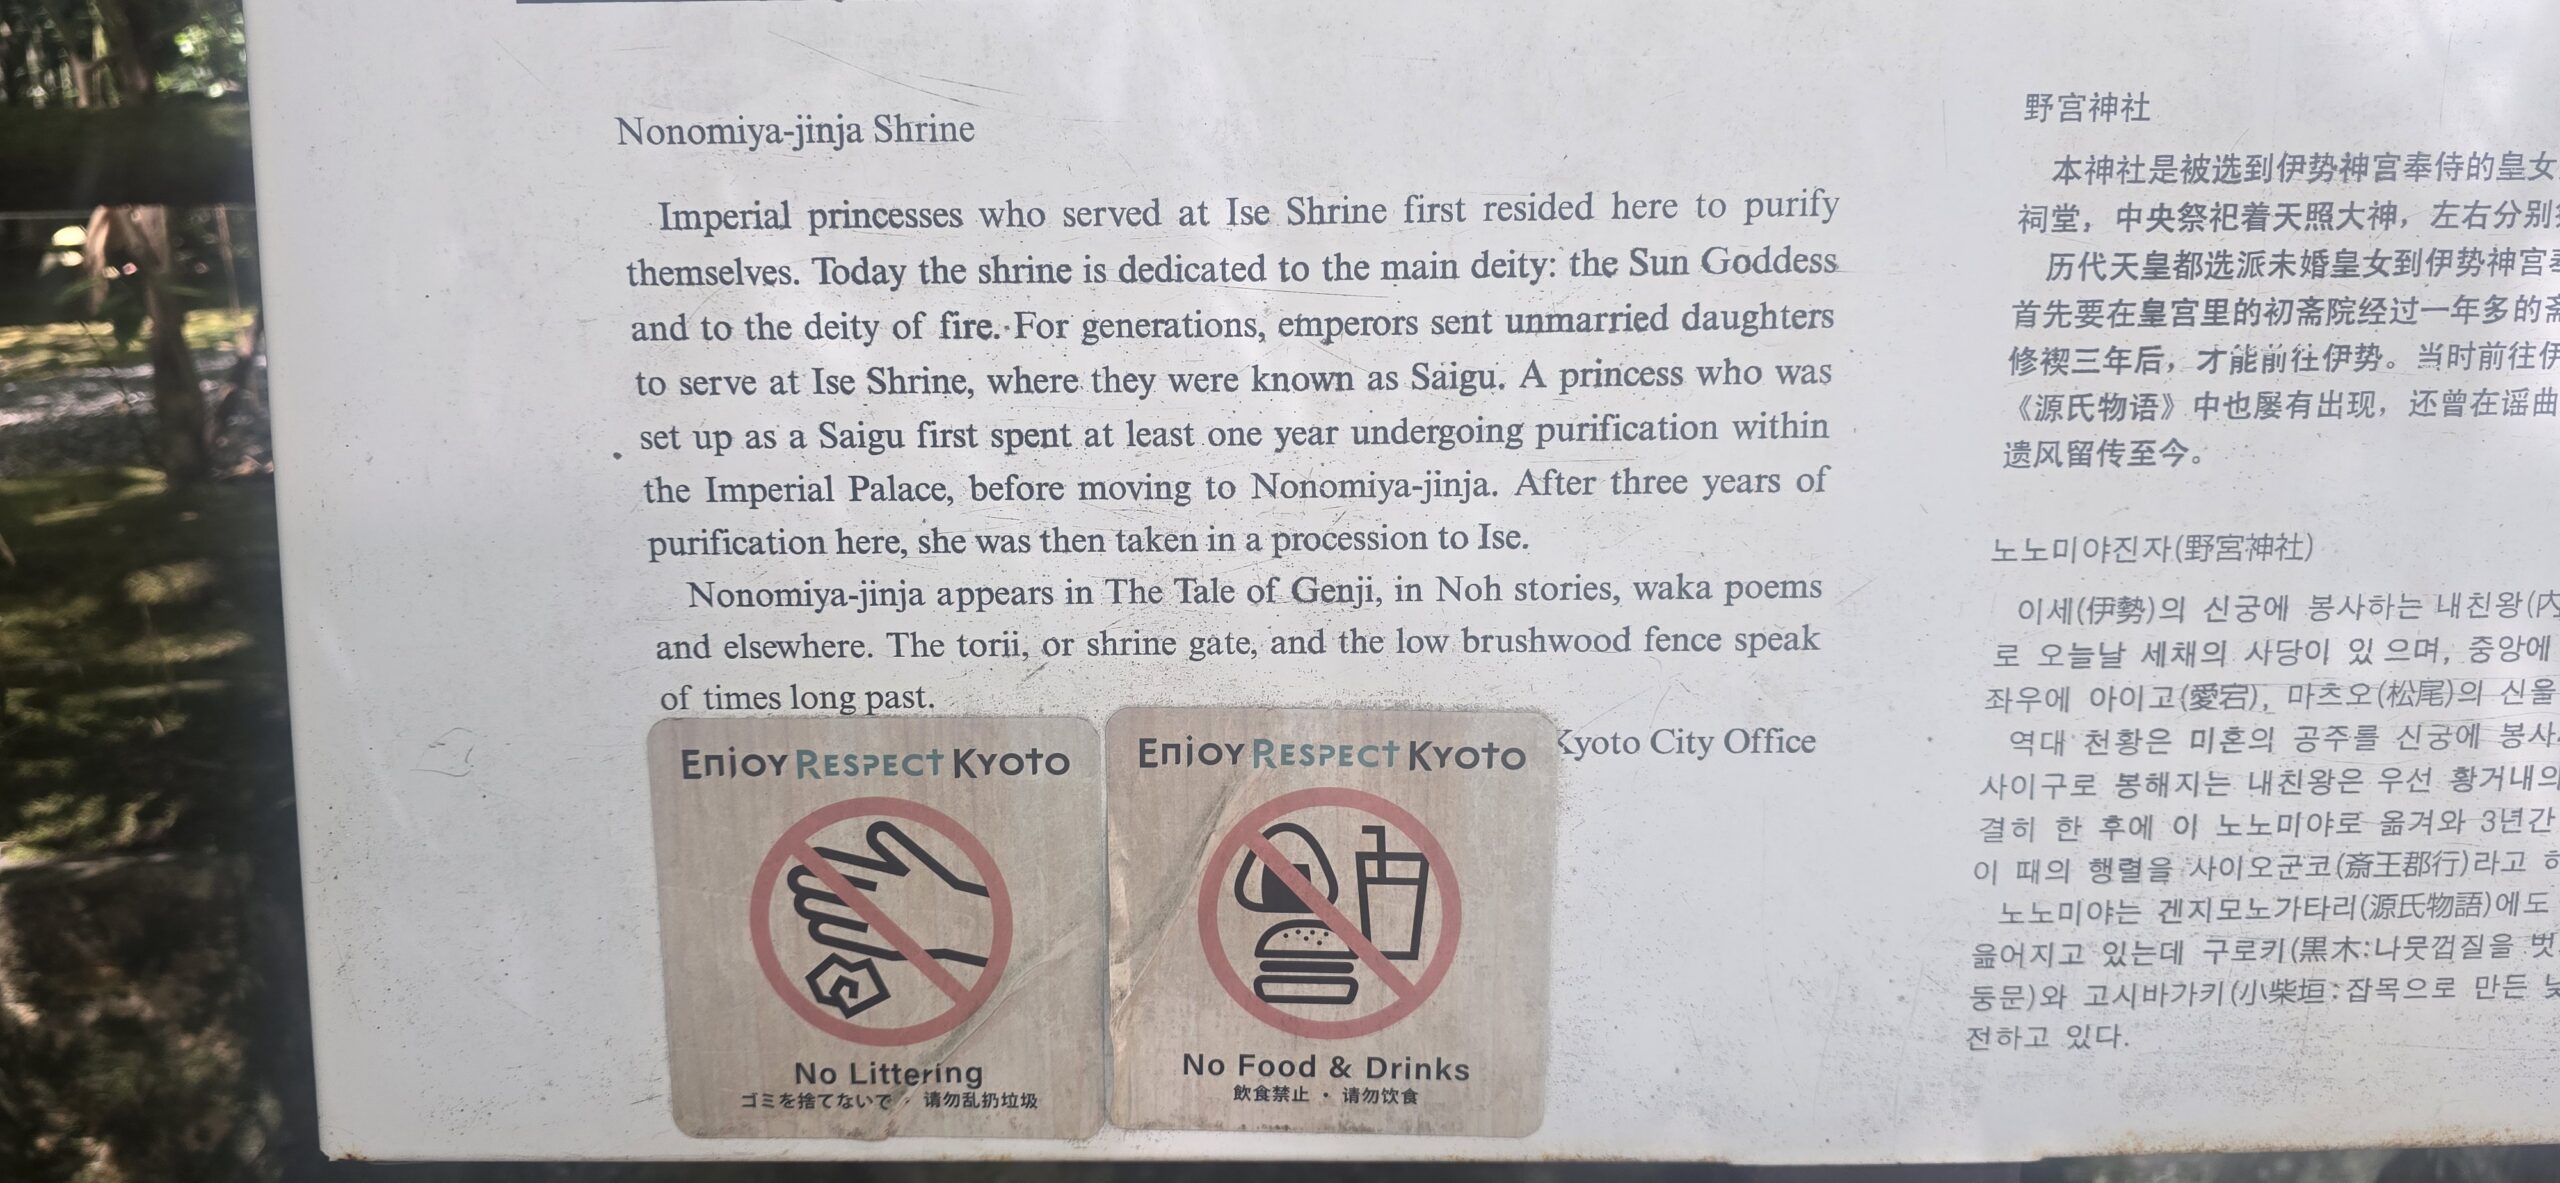 Nonomiya-jinja Shrine
Imperial princesses who served at Ise Shrine first resided here to purify
themselves. Today the shrine is dedicated to the main deity: the Sun Goddess
and to the deity of fire. For generations, emperors sent unmarried daughters
to serve at Ise Shrine, where they were known as Saigu. A princess who was
set up as a Saigu first spent at least one year undergoing purification within
the Imperial Palace, before moving to Nonomiya-jinja. After three years of
purification here, she was then taken in a procession to Ise.
Nonomiya-jinja appears in The Tale of Genji, in Noh stories, waka poems
and elsewhere. The torii, or shrine gate, and the low brushwood fence speak
of times long past.
Kyoto City Office
Enjoy Respect Kyoto
No Littering
ゴミを捨てないで ・ 请勿乱扔垃圾
Enjoy Respect Kyoto
No Food & Drinks
飲食禁止 ・ 请勿饮食
野宫神社
本神社是被选到伊势神宫奉侍的皇女
祠堂，中央祭祀着天照大神，左右分别
历代天皇都选派未婚皇女到伊势神宫
首先要在皇宫里的初斋院经过一年多的斋
修禊三年后，才能前往伊势。当时前往伊
《源氏物语》中也屡有出现，还曾在谣曲
遗风留传至今。
노노미야진자(野宮神社)
이세(伊勢)의 신궁에 봉사하는 내친왕(内
로 오늘날 세채의 사당이 있으며, 중앙에
좌우에 아이고(愛宕), 마츠오(松尾)의 신을
역대 천황은 미혼의 공주를 신궁에 봉사
사이구로 봉해지는 내친왕은 우선 황거내의
결히 한 후에 이 노노미야로 옮겨와 3년간
이 때의 행렬을 사이오군코(斎王郡行)라고
노노미야는 겐지모노가타리(源氏物語)에도
읊어지고 있는데 구로키(黒木:나뭇껍질을 벗
둥문)와 고시바가키(小柴垣:잡목으로 만든
전하고 있다.